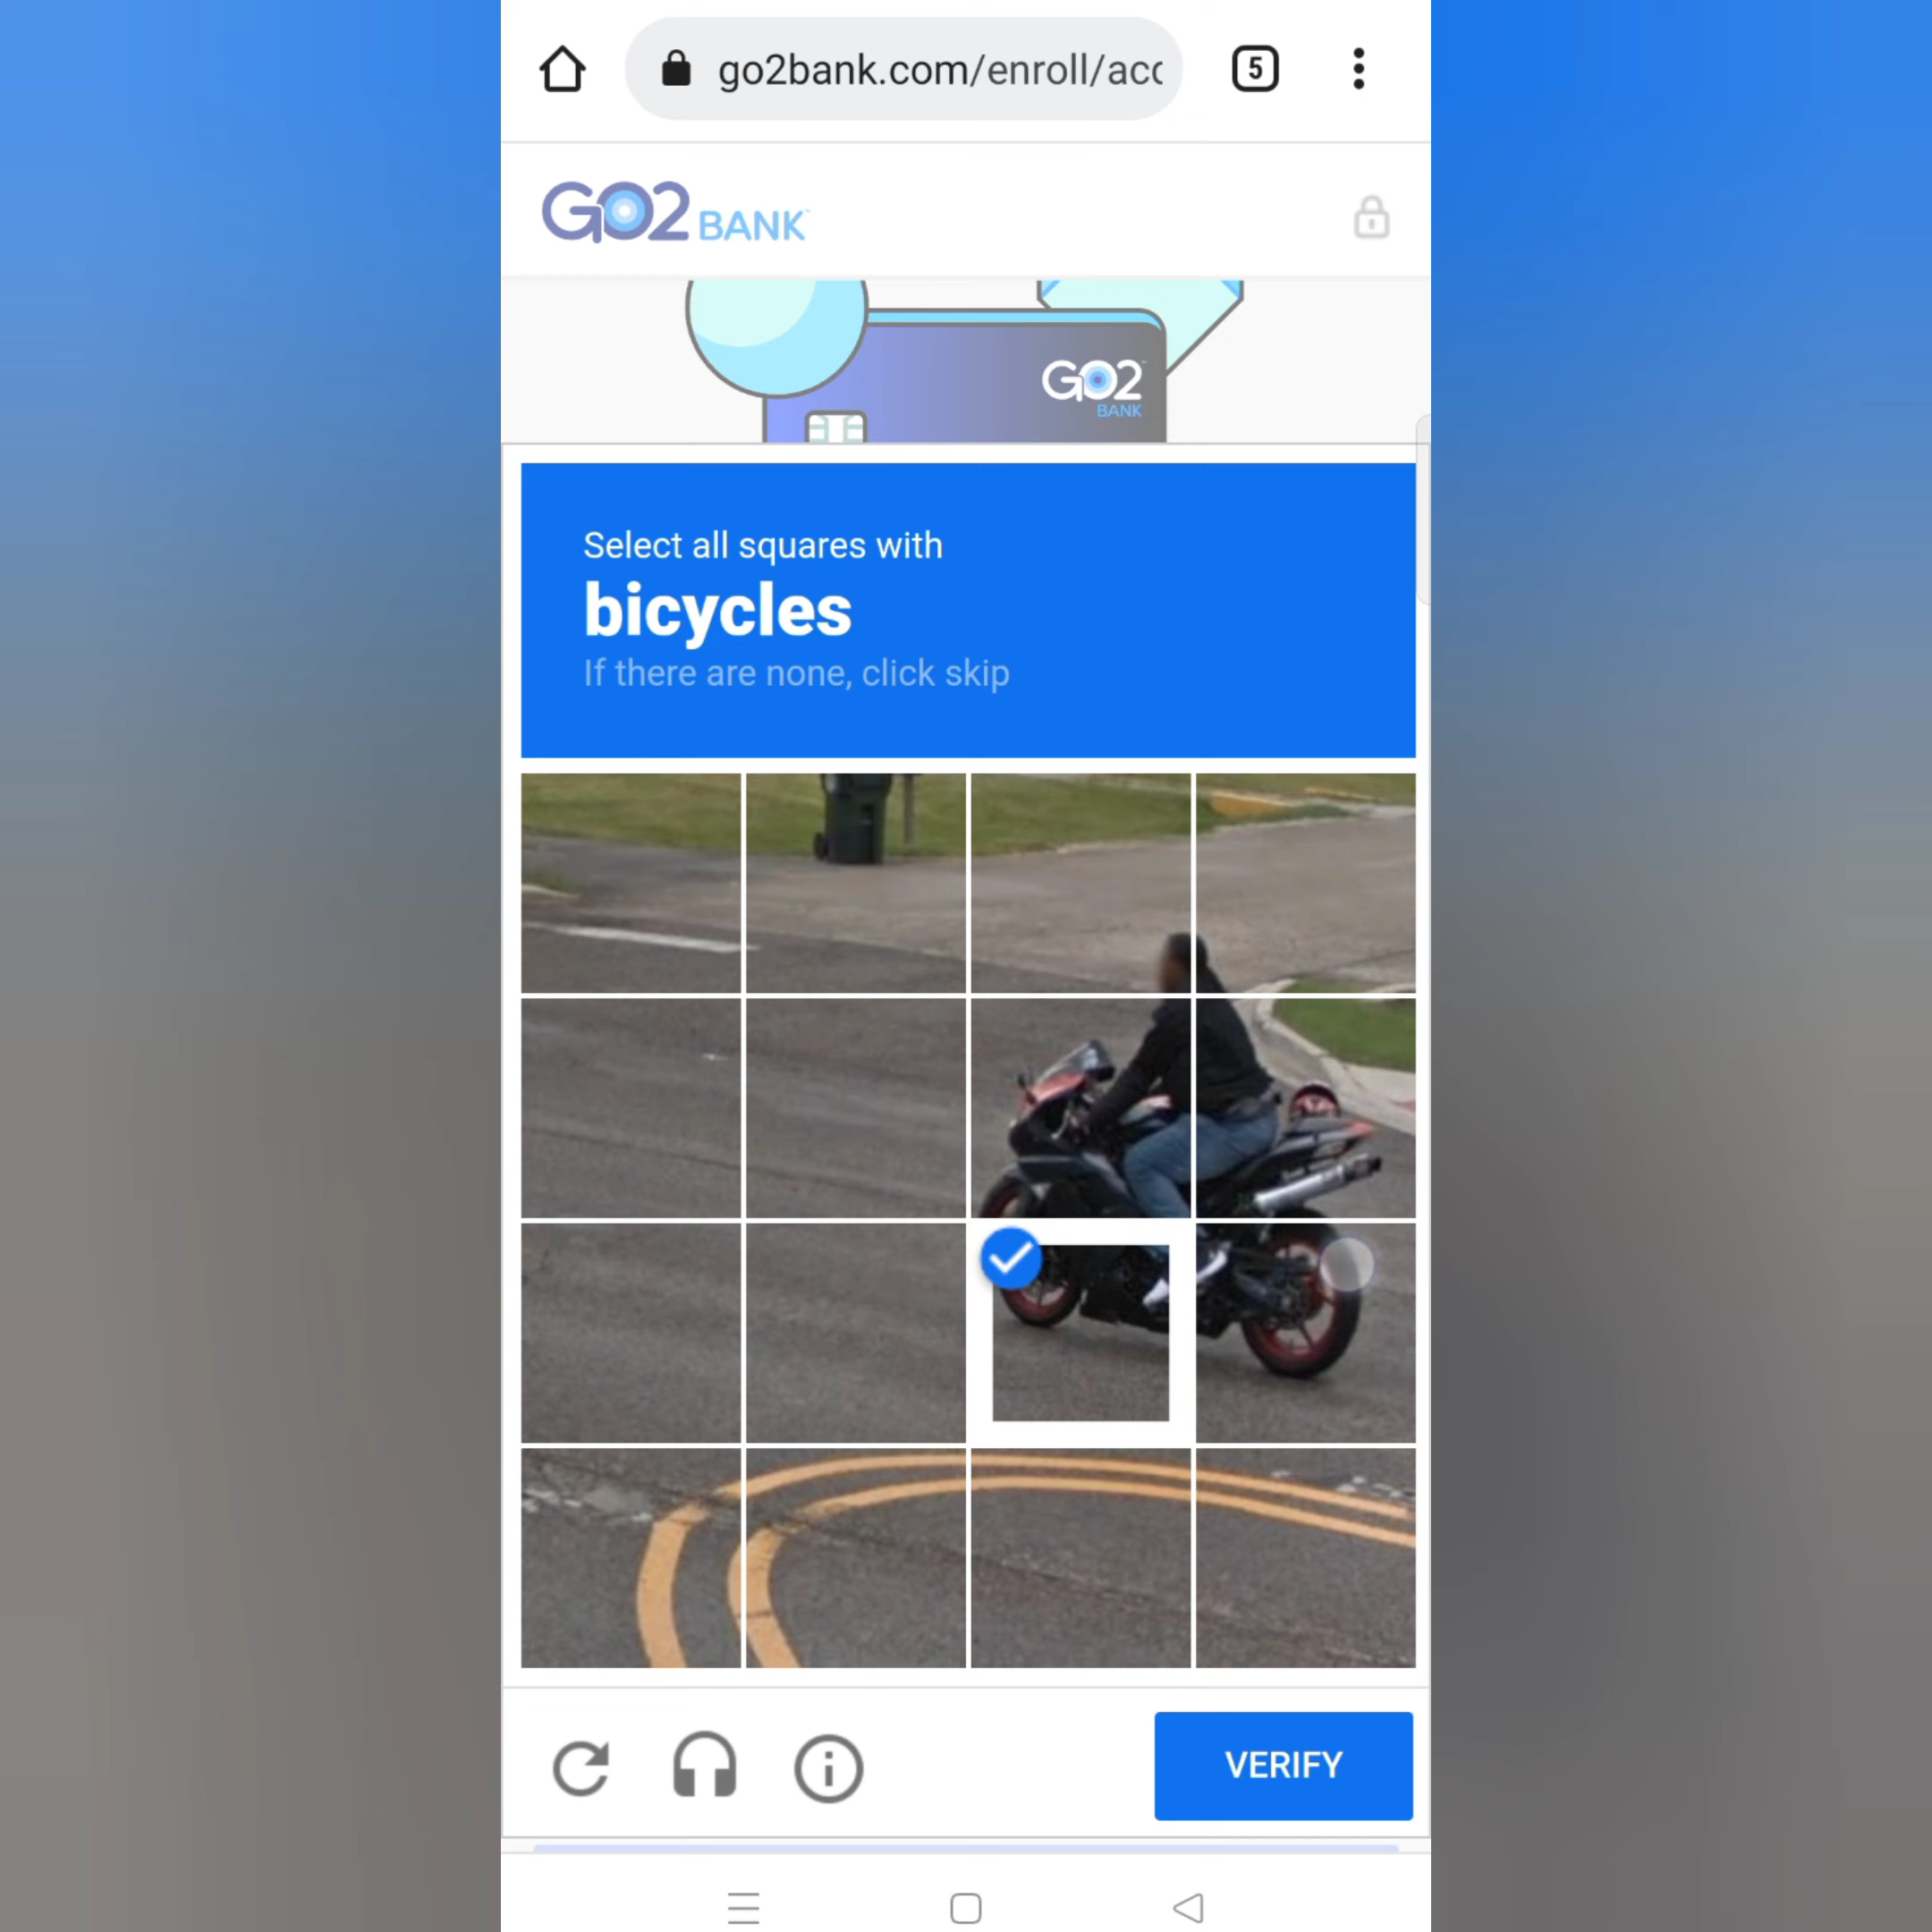 go2bank.com/enroll/acc
5
GO2 BANK
GO2
BANK
Select all squares with
bicycles
If there are none, click skip
VERIFY